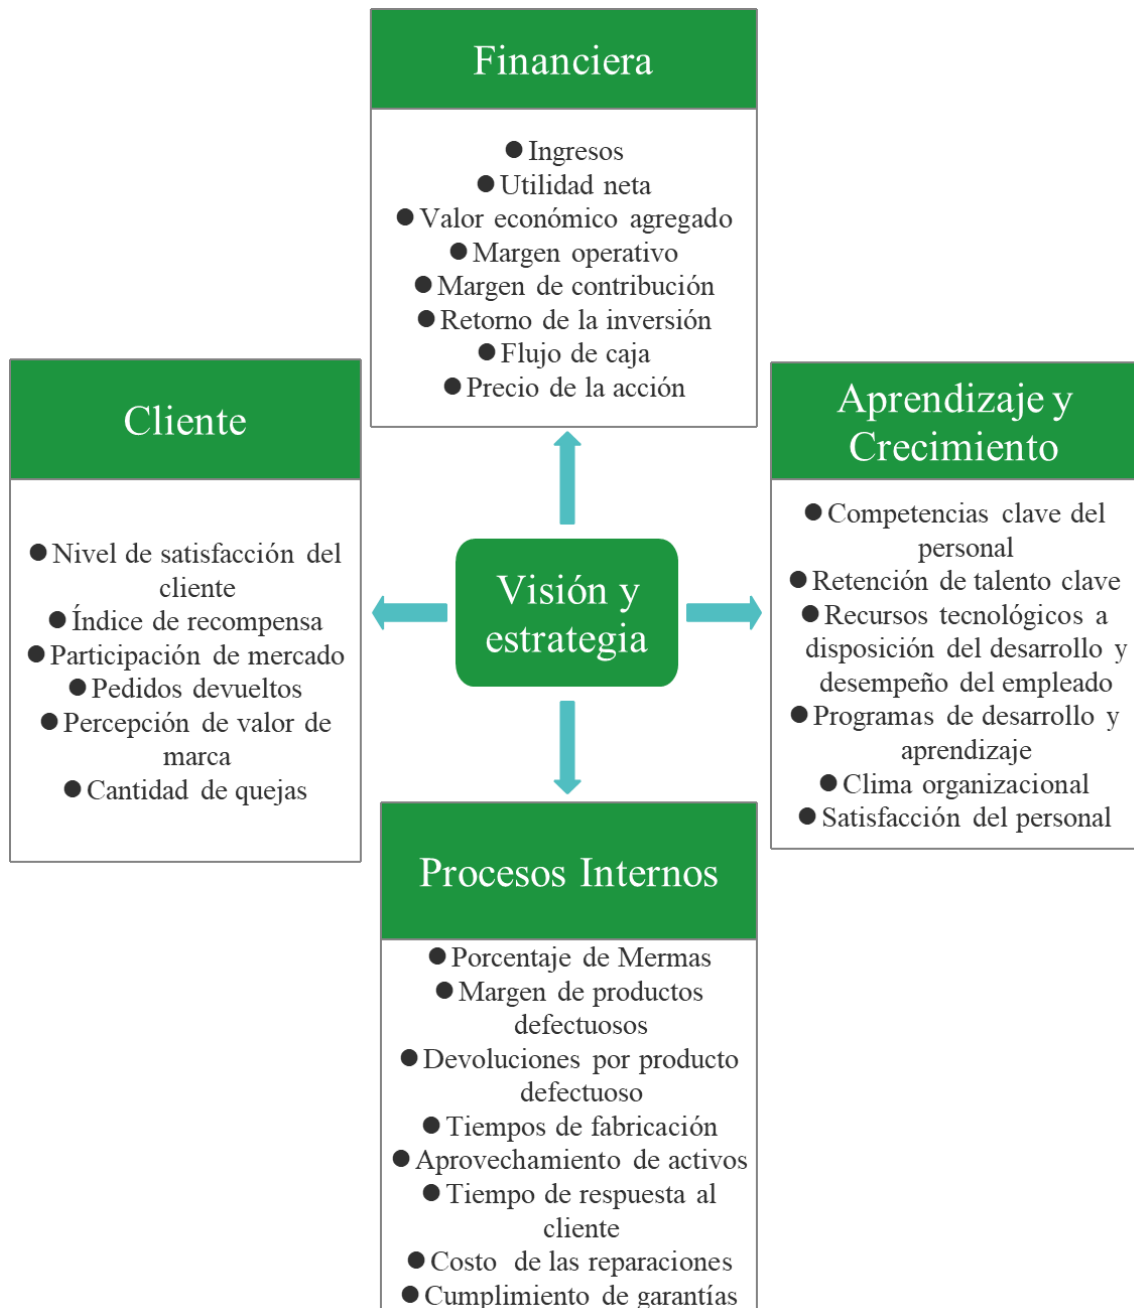 Financiera
● Ingresos
● Utilidad neta
● Valor económico agregado
● Margen operativo
● Margen de contribución
● Retorno de la inversión
● Flujo de caja
● Precio de la acción
Cliente
● Nivel de satisfacción del
cliente
● Índice de recompensa
● Participación de mercado
● Pedidos devueltos
● Percepción de valor de
marca
● Cantidad de quejas
Visión y
estrategia
Aprendizaje y
Crecimiento
● Competencias clave del
personal
● Retención de talento clave
● Recursos tecnológicos a
disposición del desarrollo y
desempeño del empleado
● Programas de desarrollo y
aprendizaje
● Clima organizacional
● Satisfacción del personal
Procesos Internos
● Porcentaje de Mermas
● Margen de productos
defectuosos
● Devoluciones por producto
defectuoso
● Tiempos de fabricación
● Aprovechamiento de activos
● Tiempo de respuesta al
cliente
● Costo de las reparaciones
● Cumplimiento de garantías